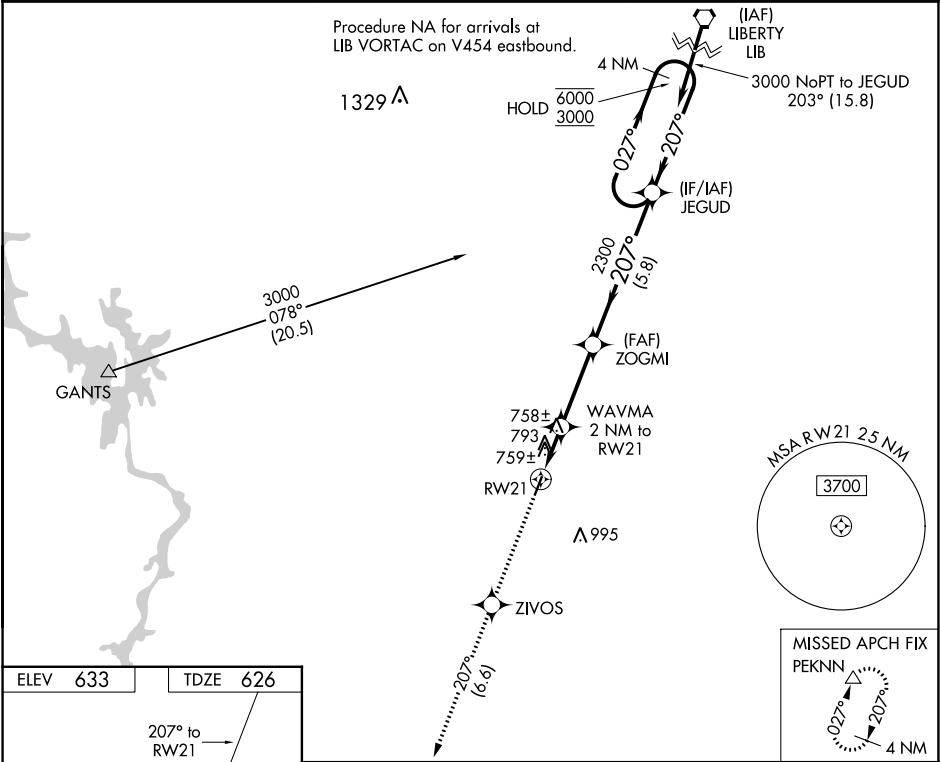 Procedure NA for arrivals at
LIB VORTAC on V454 eastbound.
(IAF)
LIBERTY
LIB
4 NM
3000 NoPT to JEGUD
203° (15.8)
HOLD
6000
3000
1329
027°
207°
(IF/IAF)
JEGUD
2300
207°
(5.8)
3000
078°
(20.5)
GANTS
(FAF)
ZOGMI
758±
793
759±
WAVMA
2 NM to
RW21
RW21
995
MSA RW21 25 NM
3700
ZIVOS
207°
(6.6)
MISSED APCH FIX
PEKNN
027°
207°
4 NM
ELEV 633
TDZE 626
207° to
RW21